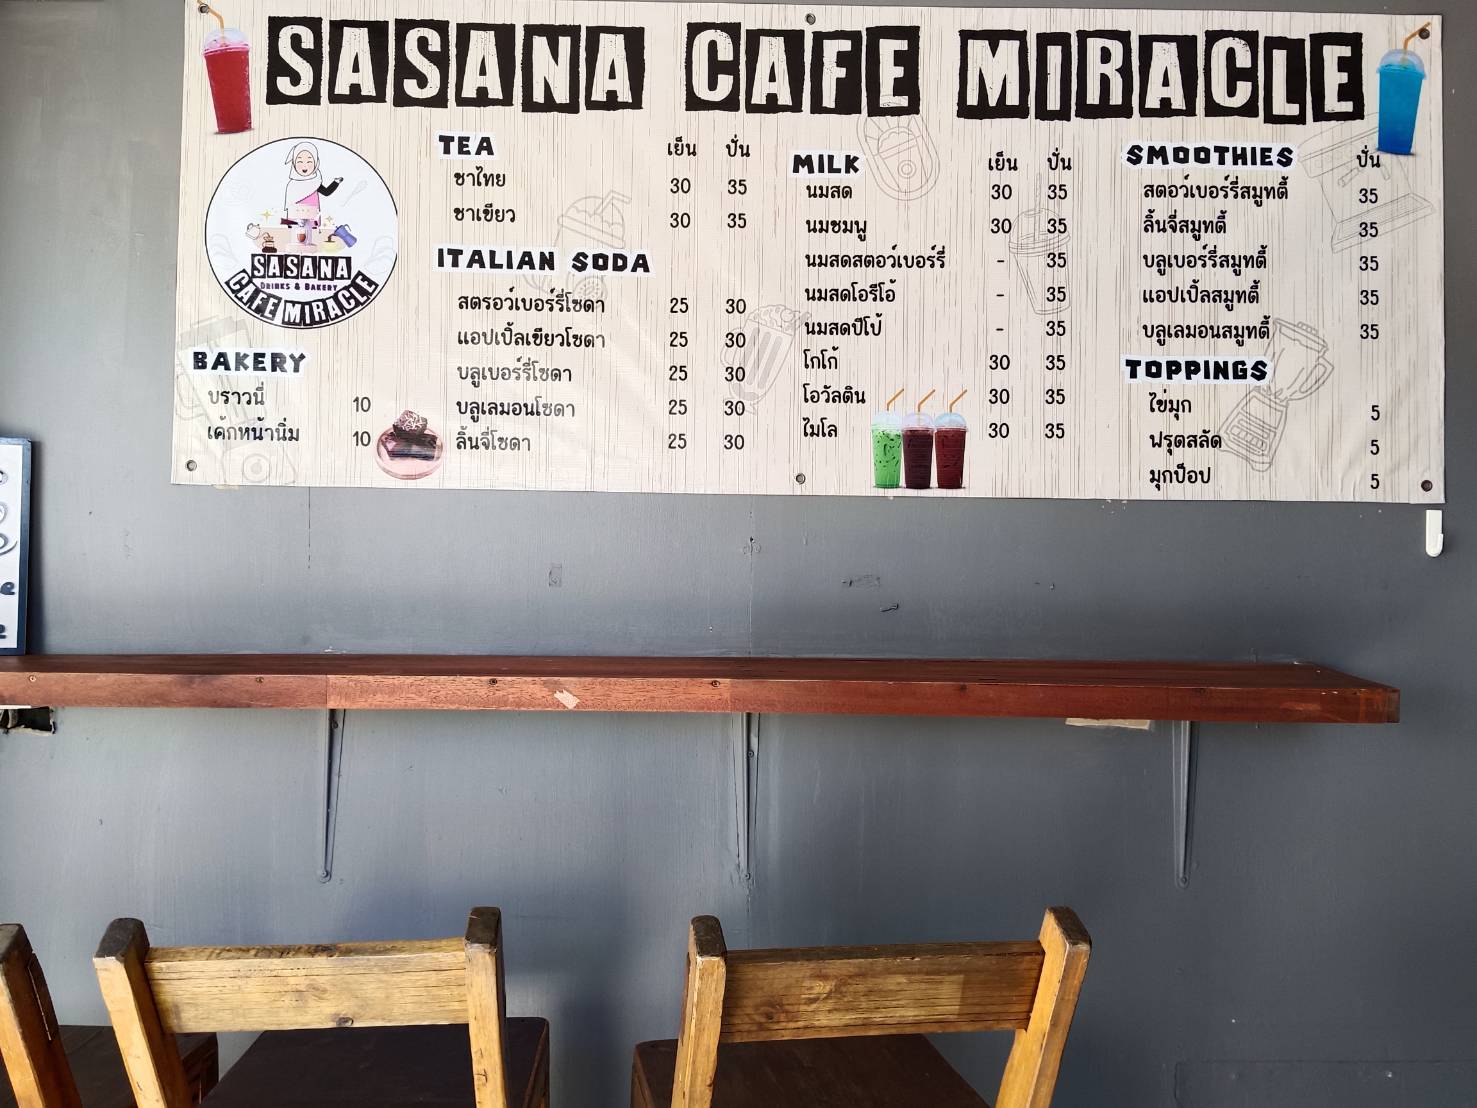 SASANA CAFE MIRACLE
SASANA
DRINKS & BAKERY
CAFE MIRACLE
BAKERY
บราวนี่ 10
เค้กหน้านิ่ม 10
TEA เย็น ปั่น
ชาไทย 30 35
ชาเขียว 30 35
ITALIAN SODA
สตรอว์เบอร์รี่โซดา 25 30
แอปเปิ้ลเขียวโซดา 25 30
บลูเบอร์รี่โซดา 25 30
บลูเลมอนโซดา 25 30
ลิ้นจี่โซดา 25 30
MILK เย็น ปั่น
นมสด 30 35
นมชมพู 30 35
นมสดสตอว์เบอร์รี่ - 35
นมสดโอรีโอ้ - 35
นมสดปีโป้ - 35
โกโก้ 30 35
โอวัลติน 30 35
ไมโล 30 35
SMOOTHIES ปั่น
สตอว์เบอร์รี่สมูทตี้ 35
ลิ้นจี่สมูทตี้ 35
บลูเบอร์รี่สมูทตี้ 35
แอปเปิ้ลสมูทตี้ 35
บลูเลมอนสมูทตี้ 35
TOPPINGS
ไข่มุก 5
ฟรุตสลัด 5
มุกป็อป 5